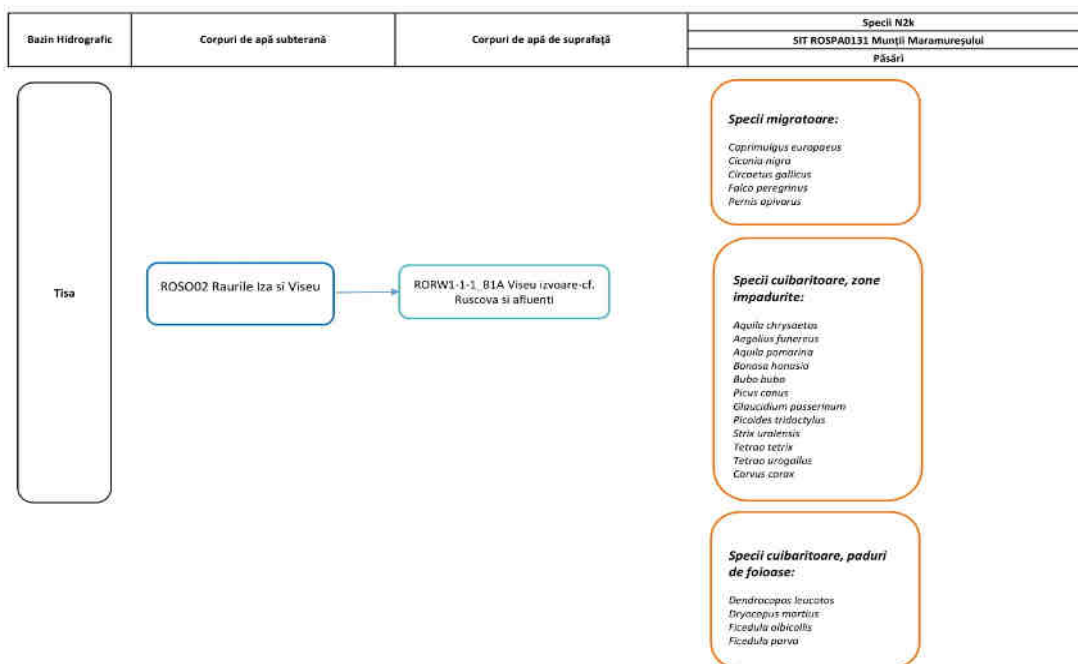 Bazin Hidrografic
Corpuri de apă subterană
Corpuri de apă de suprafață
Specii N2k
SIT ROSPA0131 Munții Maramureșului
Păsări
Tisa
ROSO02 Raurile Iza si Viseu
RORW1-1-1_B1A Viseu izvoare-cf.
Ruscova si afluenti
Specii migratoare:
Caprimulgus europaeus
Ciconia nigra
Circaetus gallicus
Falco peregrinus
Pernis apivorus
Specii cuibaritoare, zone
impadurite:
Aquila chrysaetos
Aegolius funereus
Aquila pomarina
Bonasa bonasia
Bubo bubo
Picus canus
Glaucidium passerinum
Picoides tridactylus
Strix uralensis
Tetrao tetrix
Tetrao urogallus
Corvus corax
Specii cuibaritoare, paduri
de foioase:
Dendrocopos leucotos
Dryocopus martius
Ficedula albicollis
Ficedula parva